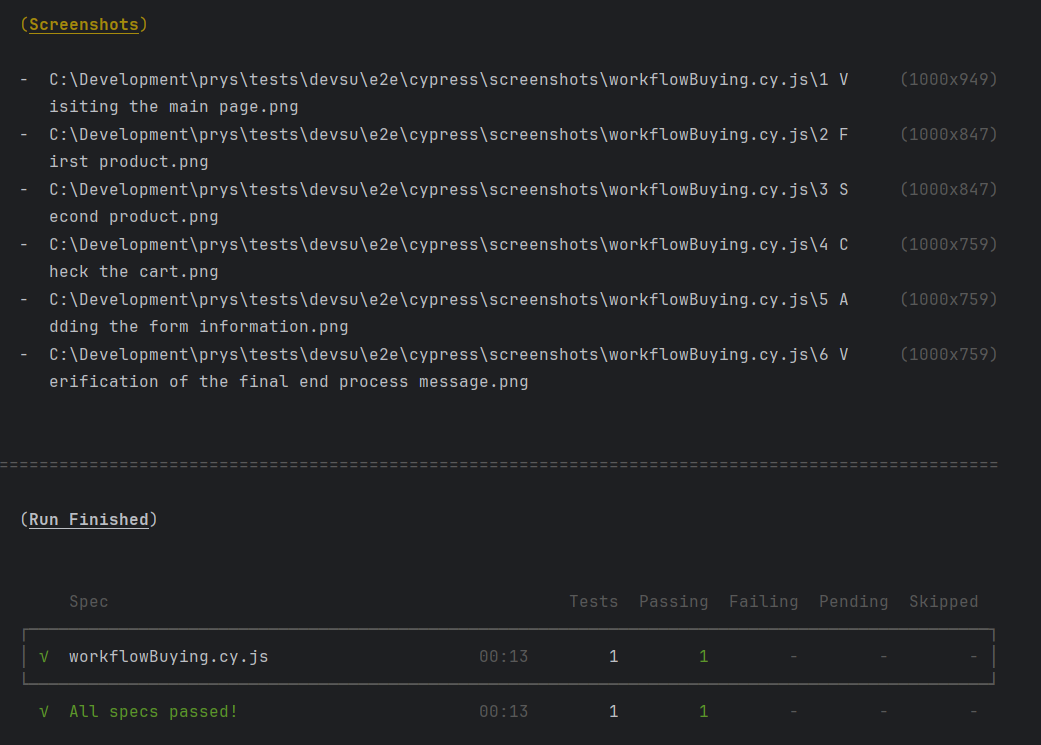 (Screenshots)
- C:\Development\prys\tests\devsu\e2e\cypress\screenshots\workflowBuying.cy.js\1 V (1000x949)
isiting the main page.png
- C:\Development\prys\tests\devsu\e2e\cypress\screenshots\workflowBuying.cy.js\2 F (1000x847)
irst product.png
- C:\Development\prys\tests\devsu\e2e\cypress\screenshots\workflowBuying.cy.js\3 S (1000x847)
econd product.png
- C:\Development\prys\tests\devsu\e2e\cypress\screenshots\workflowBuying.cy.js\4 C (1000x759)
heck the cart.png
- C:\Development\prys\tests\devsu\e2e\cypress\screenshots\workflowBuying.cy.js\5 A (1000x759)
dding the form information.png
- C:\Development\prys\tests\devsu\e2e\cypress\screenshots\workflowBuying.cy.js\6 V (1000x759)
erification of the final end process message.png
====================================================================================================
(Run Finished)
Spec Tests Passing Failing Pending Skipped
√ workflowBuying.cy.js 00:13 1 1 - - -
√ All specs passed! 00:13 1 1 - - -